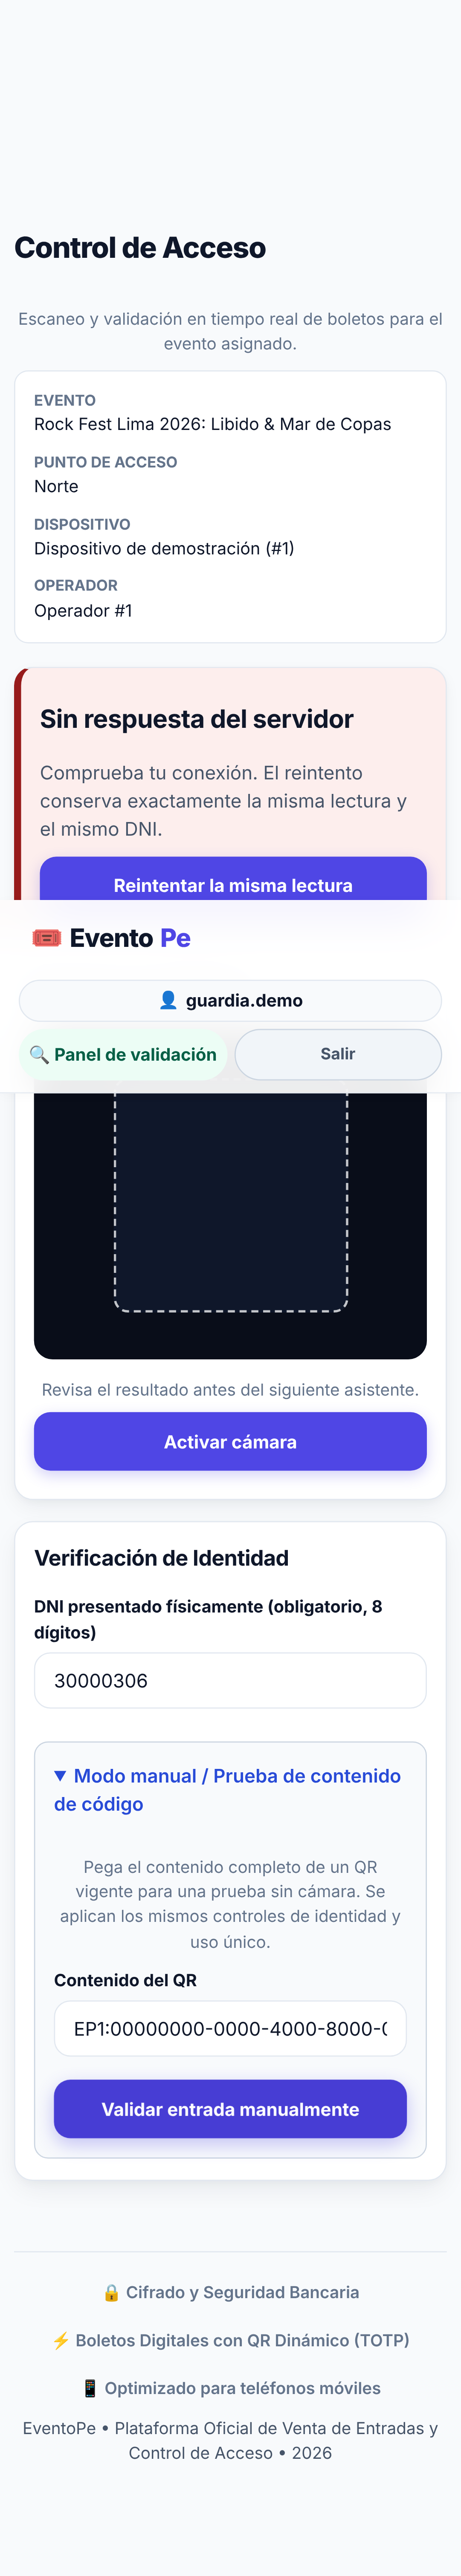 Control de Acceso
Escaneo y validación en tiempo real de boletos para el
evento asignado.
EVENTO
Rock Fest Lima 2026: Libido & Mar de Copas
PUNTO DE ACCESO
Norte
DISPOSITIVO
Dispositivo de demostración (#1)
OPERADOR
Operador #1
Sin respuesta del servidor
Comprueba tu conexión. El reintento
conserva exactamente la misma lectura y
el mismo DNI.
Reintentar la misma lectura
🎟️ Evento Pe
👤 guardia.demo
🔍 Panel de validación
Salir
Revisa el resultado antes del siguiente asistente.
Activar cámara
Verificación de Identidad
DNI presentado físicamente (obligatorio, 8
dígitos)
30000306
▼ Modo manual / Prueba de contenido
de código
Pega el contenido completo de un QR
vigente para una prueba sin cámara. Se
aplican los mismos controles de identidad y
uso único.
Contenido del QR
EP1:00000000-0000-4000-8000-0
Validar entrada manualmente
🔒 Cifrado y Seguridad Bancaria
⚡ Boletos Digitales con QR Dinámico (TOTP)
📱 Optimizado para teléfonos móviles
EventoPe • Plataforma Oficial de Venta de Entradas y
Control de Acceso • 2026